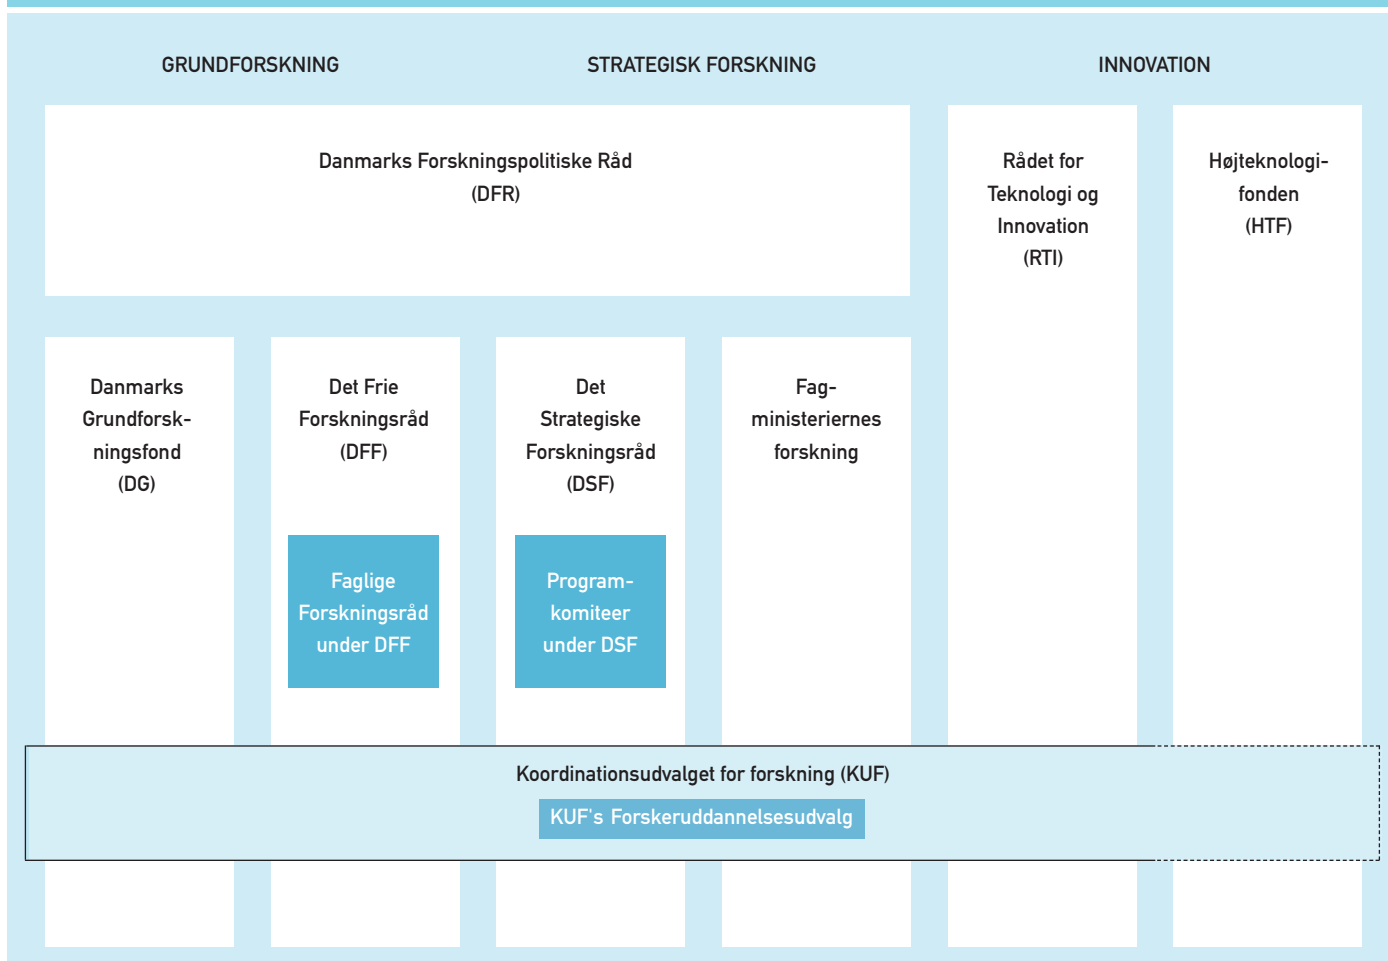 GRUNDFORSKNING
STRATEGISK FORSKNING
INNOVATION
Danmarks Forskningspolitiske Råd
(DFR)
Rådet for
Teknologi og
Innovation
(RTI)
Højteknologi-
fonden
(HTF)
Danmarks
Grundforsk-
ningsfond
(DG)
Det Frie
Forskningsråd
(DFF)
Det
Strategiske
Forskningsråd
(DSF)
Fag-
ministeriernes
forskning
Faglige
Forskningsråd
under DFF
Program-
komiteer
under DSF
Koordinationsudvalget for forskning (KUF)
KUF's Forskeruddannelsesudvalg